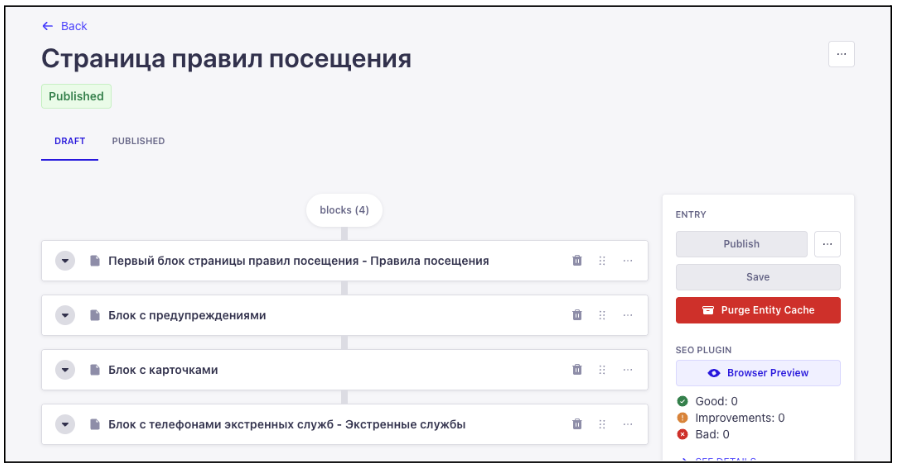 Back
Страница правил посещения
Published
DRAFT PUBLISHED
blocks (4)
Первый блок страницы правил посещения - Правила посещения
Блок с предупреждениями
Блок с карточками
Блок с телефонами экстренных служб - Экстренные службы
ENTRY
Publish
Save
Purge Entity Cache
SEO PLUGIN
Browser Preview
Good: 0
Improvements: 0
Bad: 0
SEE DETAILS